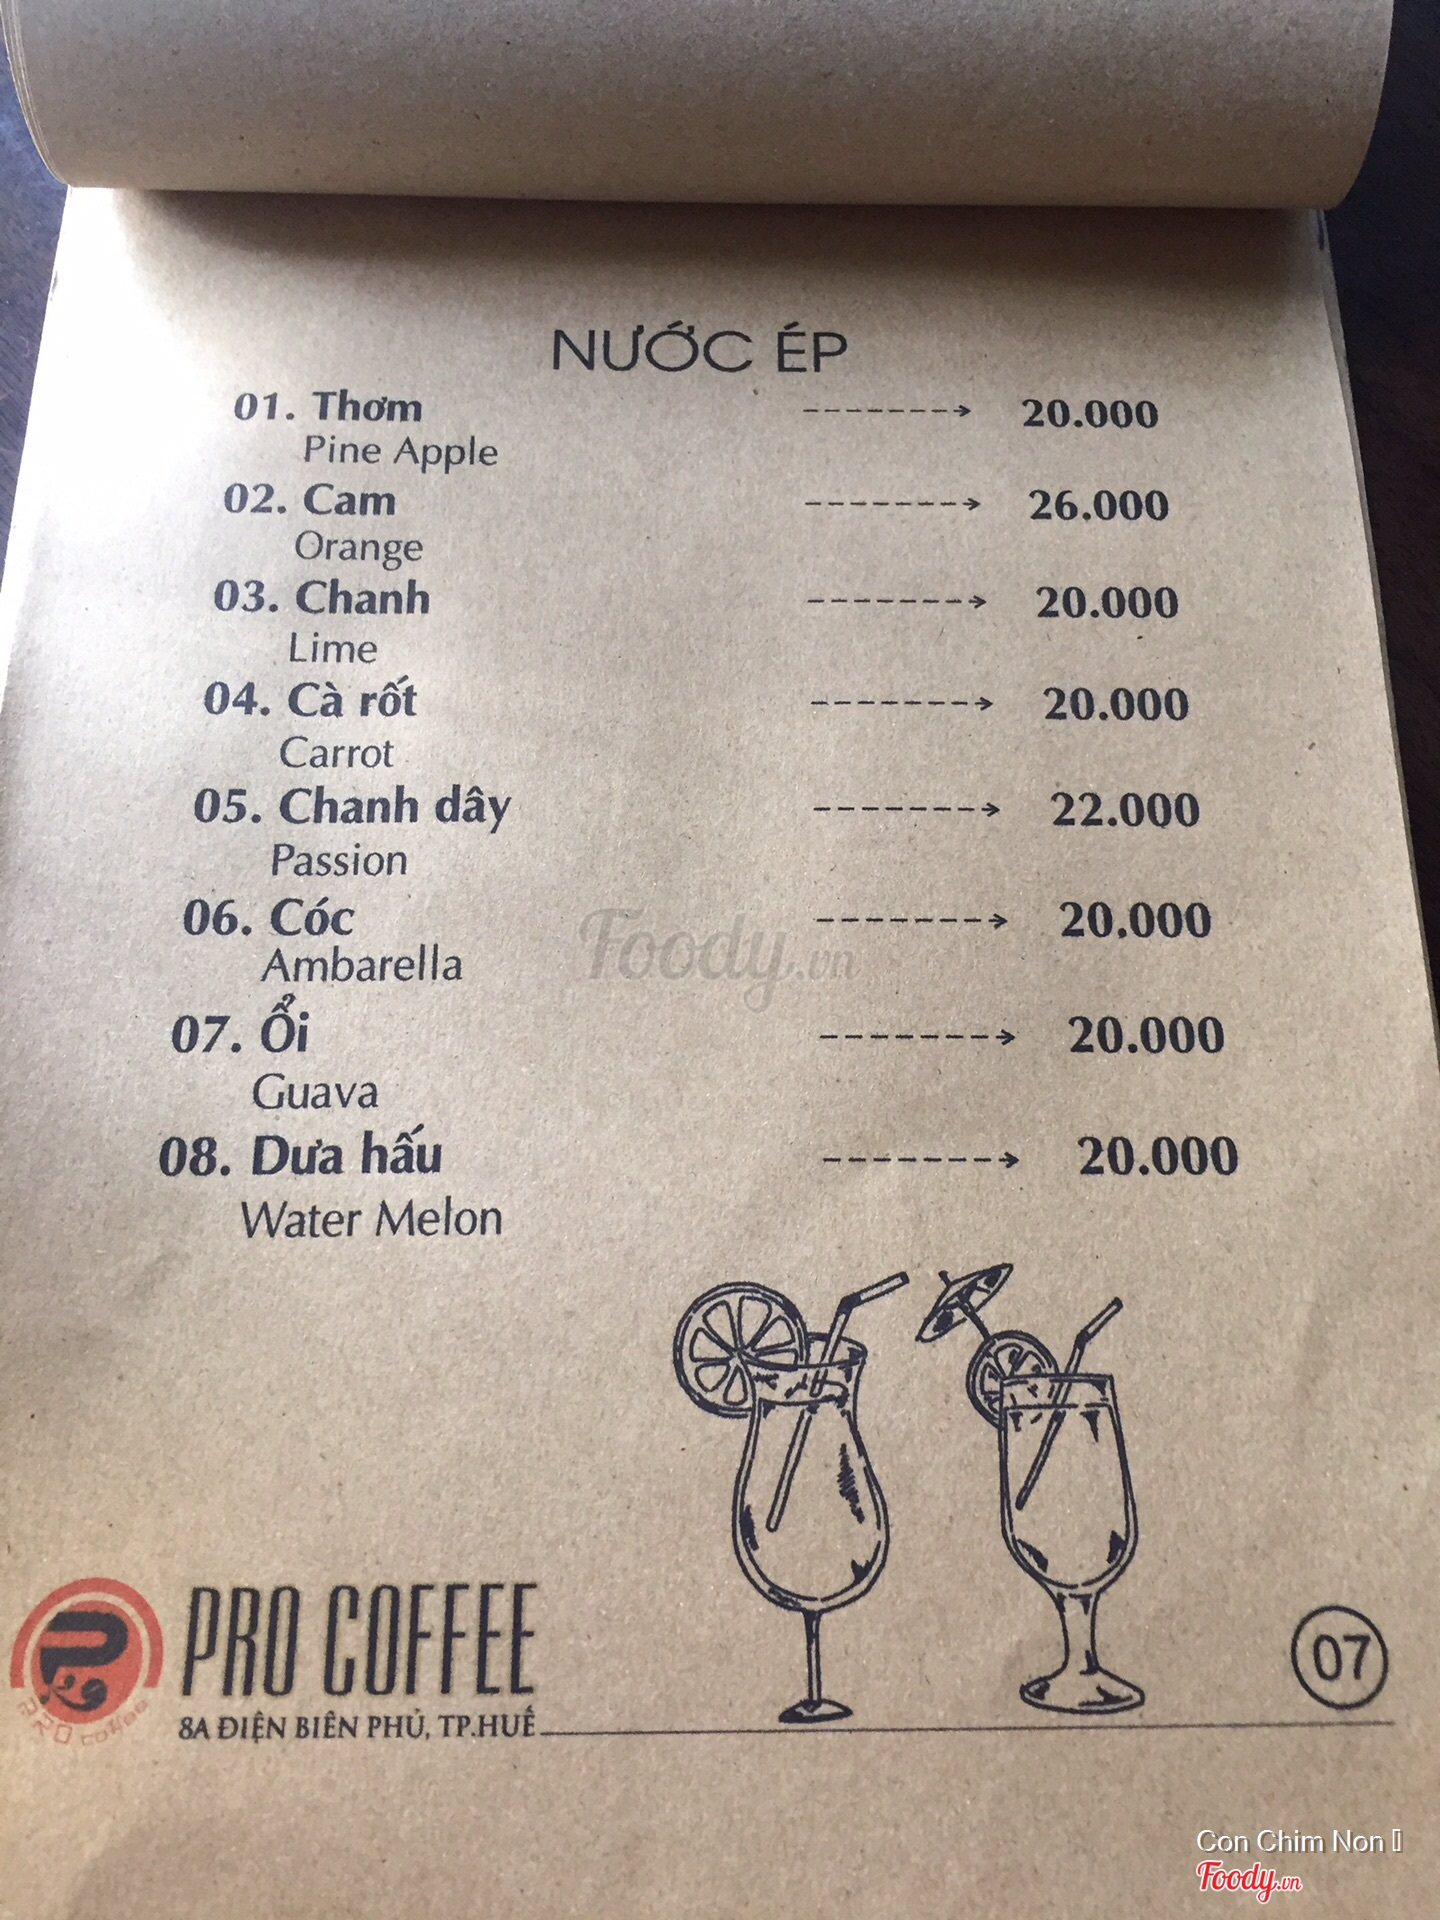 NƯỚC ÉP
01. Thơm --------> 20.000
Pine Apple
02. Cam --------> 26.000
Orange
03. Chanh --------> 20.000
Lime
04. Cà rốt --------> 20.000
Carrot
05. Chanh dây --------> 22.000
Passion
06. Cóc --------> 20.000
Ambarella
07. Ổi --------> 20.000
Guava
08. Dưa hấu --------> 20.000
Water Melon
Foody.vn
PRO COFFEE
PRO coffee
8A ĐIỆN BIÊN PHỦ, TP.HUẾ
07
Con Chim Non
Foody.vn